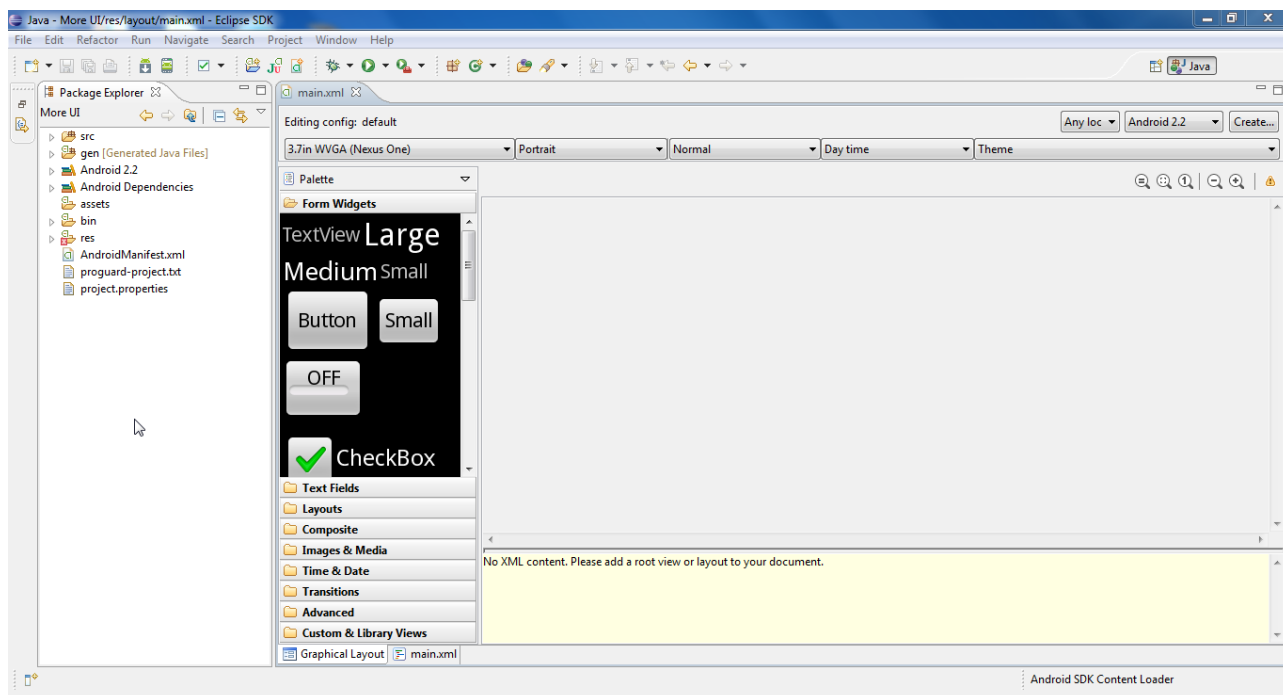 Java - More UI/res/layout/main.xml - Eclipse SDK
File Edit Refactor Run Navigate Search Project Window Help
Java
Package Explorer
main.xml
More UI
Editing config: default
Any loc
Android 2.2
Create...
3.7in WVGA (Nexus One)
Portrait
Normal
Day time
Theme
src
gen [Generated Java Files]
Android 2.2
Android Dependencies
assets
bin
res
AndroidManifest.xml
proguard-project.txt
project.properties
Palette
Form Widgets
TextView Large
Medium Small
Button Small
OFF
CheckBox
Text Fields
Layouts
Composite
Images & Media
Time & Date
Transitions
Advanced
Custom & Library Views
No XML content. Please add a root view or layout to your document.
Graphical Layout
main.xml
Android SDK Content Loader